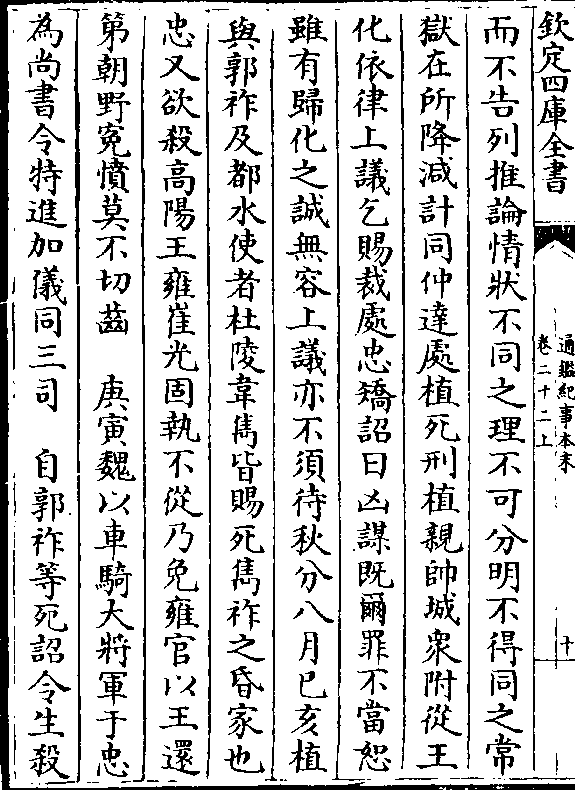 欽定四庫全書
通鑑紀事本末
卷二十二上
十
而不告列推論情狀不同之理不可分明不得同之常
獄在所降減計同仲達處植死刑植親帥城衆附從王
化依律上議乞賜裁處忠矯詔曰凶謀既爾罪不當恕
雖有歸化之誠無容上議亦不須待秋分八月巳亥植
與郭祚及都水使者杜陵韋雋皆賜死雋祚之昏家也
忠又欲殺高陽王雍崔光固執不從乃免雍官以王還
第朝野寃憤莫不切齒　庚寅魏以車騎大將軍于忠
為尚書令特進加儀同三司　自郭祚等死詔令生殺